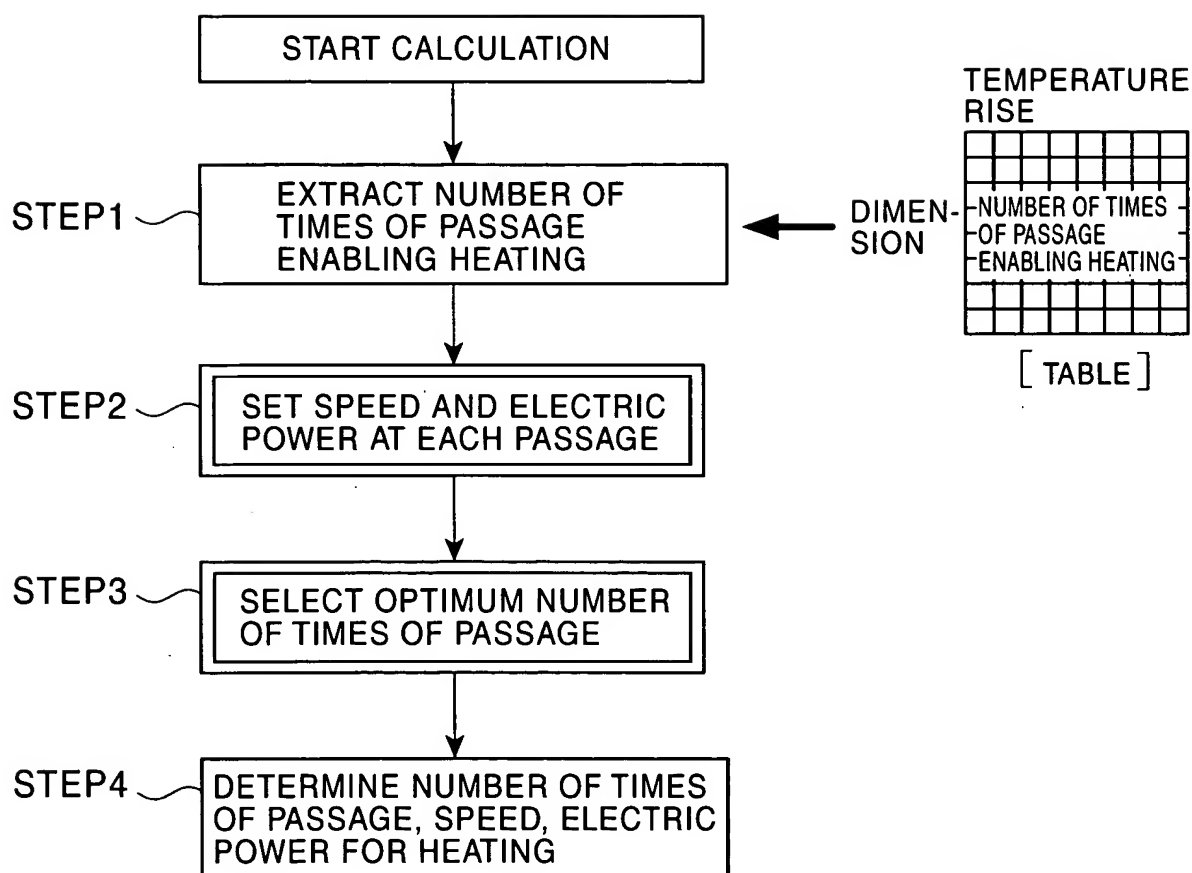 START CALCULATION
TEMPERATURE
RISE
STEP1
EXTRACT NUMBER OF
TIMES OF PASSAGE
ENABLING HEATING
DIMEN-
SION
NUMBER OF TIMES
OF PASSAGE
ENABLING HEATING
[ TABLE ]
STEP2
SET SPEED AND ELECTRIC
POWER AT EACH PASSAGE
STEP3
SELECT OPTIMUM NUMBER
OF TIMES OF PASSAGE
STEP4
DETERMINE NUMBER OF TIMES
OF PASSAGE, SPEED, ELECTRIC
POWER FOR HEATING